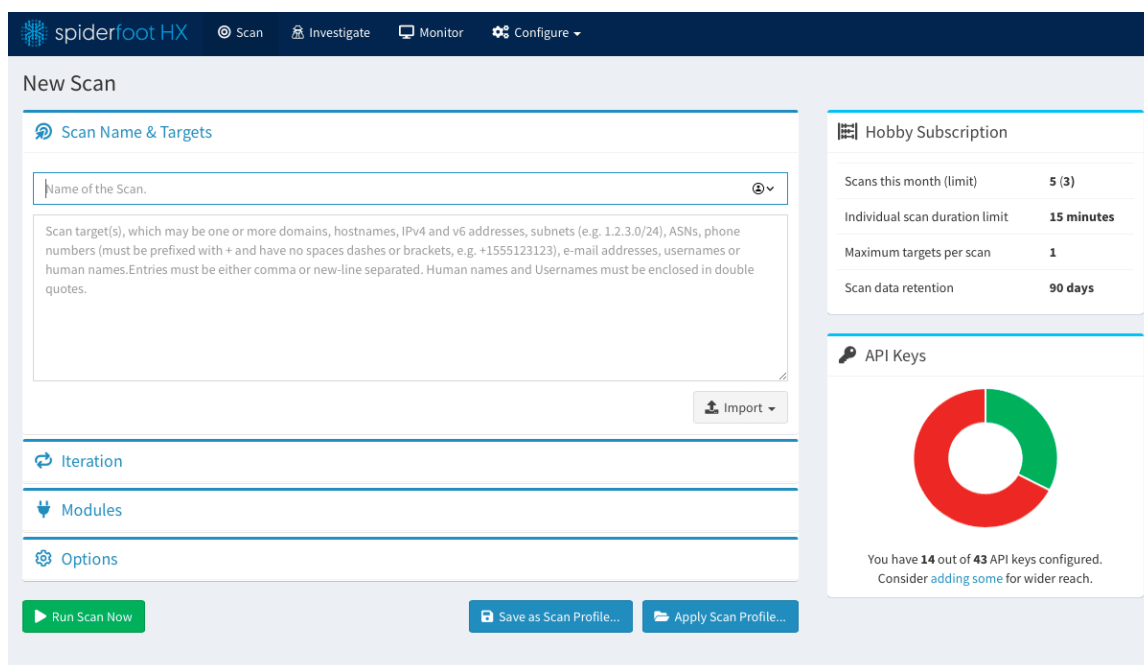 spiderfoot HX Scan Investigate Monitor Configure
New Scan
Scan Name & Targets
Name of the Scan.
Scan target(s), which may be one or more domains, hostnames, IPv4 and v6 addresses, subnets (e.g. 1.2.3.0/24), ASNs, phone
numbers (must be prefixed with + and have no spaces dashes or brackets, e.g. +1555123123), e-mail addresses, usernames or
human names.Entries must be either comma or new-line separated. Human names and Usernames must be enclosed in double
quotes.
Import
Iteration
Modules
Options
Run Scan Now
Save as Scan Profile...
Apply Scan Profile...
Hobby Subscription
Scans this month (limit) 5 (3)
Individual scan duration limit 15 minutes
Maximum targets per scan 1
Scan data retention 90 days
API Keys
You have 14 out of 43 API keys configured.
Consider adding some for wider reach.